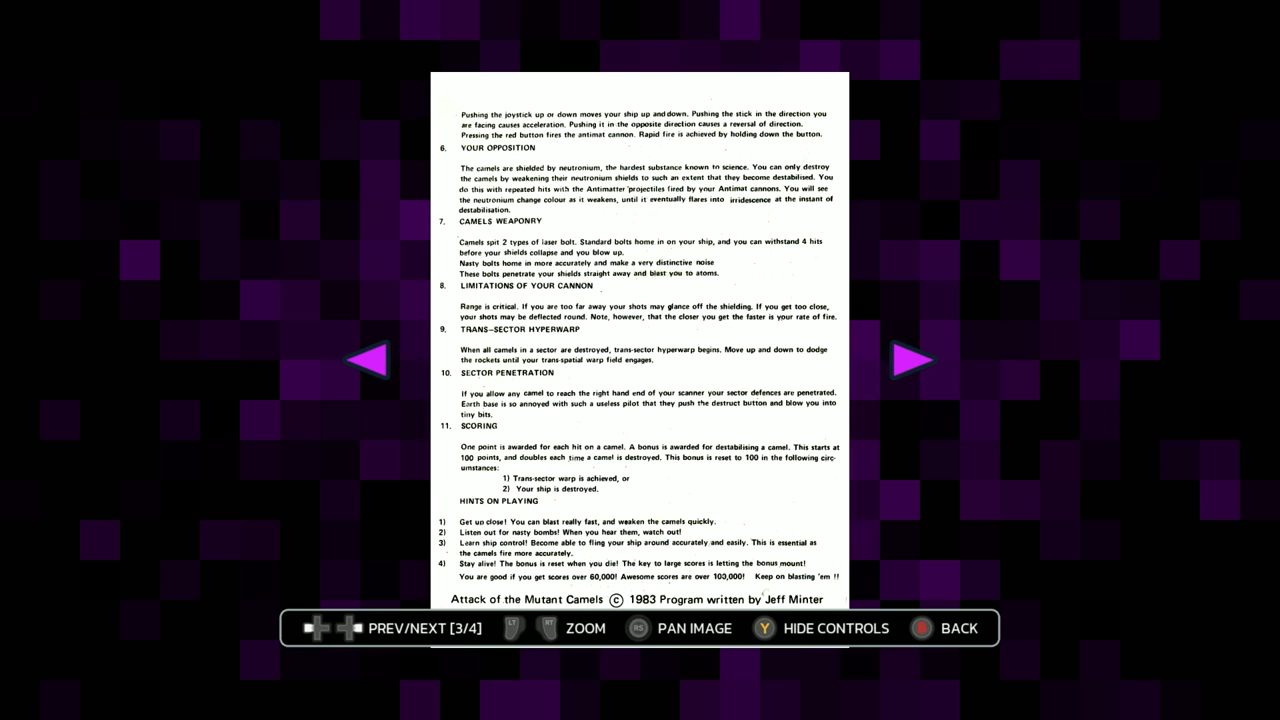 Pushing the joystick up or down moves your ship up and down. Pushing the stick in the direction you
are facing causes acceleration. Pushing it in the opposite direction causes a reversal of direction.
Pressing the red button fires the antimat cannon. Rapid fire is achieved by holding down the button.
6. YOUR OPPOSITION
The camels are shielded by neutronium, the hardest substance known to science. You can only destroy
the camels by weakening their neutronium shields to such an extent that they become destabilised. You
do this with repeated hits with the Antimatter projectiles fired by your Antimat cannons. You will see
the neutronium change colour as it weakens, until it eventually flares into irridescence at the instant of
destabilisation.
7. CAMELS WEAPONRY
Camels spit 2 types of laser bolt. Standard bolts home in on your ship, and you can withstand 4 hits
before your shields collapse and you blow up.
Nasty bolts home in more accurately and make a very distinctive noise
These bolts penetrate your shields straight away and blast you to atoms.
8. LIMITATIONS OF YOUR CANNON
Range is critical. If you are too far away your shots may glance off the shielding. If you get too close,
your shots may be deflected round. Note, however, that the closer you get the faster is your rate of fire.
9. TRANS-SECTOR HYPERWARP
When all camels in a sector are destroyed, trans-sector hyperwarp begins. Move up and down to dodge
the rockets until your trans-spatial warp field engages.
10. SECTOR PENETRATION
If you allow any camel to reach the right hand end of your scanner your sector defences are penetrated.
Earth base is so annoyed with such a useless pilot that they push the destruct button and blow you into
tiny bits.
11. SCORING
One point is awarded for each hit on a camel. A bonus is awarded for destabilising a camel. This starts at
100 points, and doubles each time a camel is destroyed. This bonus is reset to 100 in the following circ-
umstances:
1) Trans-sector warp is achieved, or
2) Your ship is destroyed.
HINTS ON PLAYING
1) Get up close! You can blast really fast, and weaken the camels quickly.
2) Listen out for nasty bombs! When you hear them, watch out!
3) Learn ship control! Become able to fling your ship around accurately and easily. This is essential as
the camels fire more accurately.
4) Stay alive! The bonus is reset when you die! The key to large scores is letting the bonus mount!
You are good if you get scores over 60,000! Awesome scores are over 100,000! Keep on blasting 'em !!
Attack of the Mutant Camels © 1983 Program written by Jeff Minter
PREV/NEXT [3/4] LT RT ZOOM RS PAN IMAGE Y HIDE CONTROLS B BACK